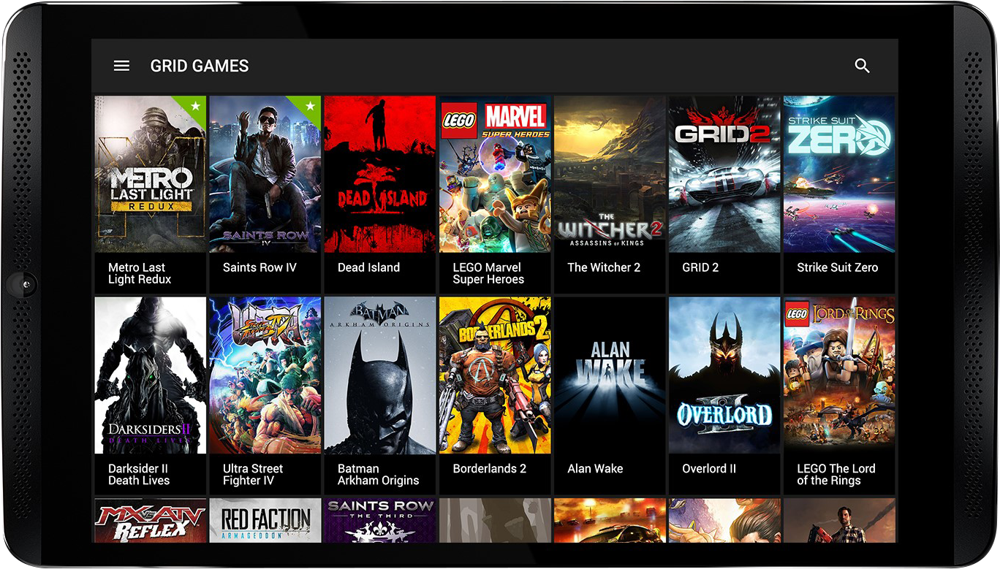 GRID GAMES
METRO
LAST LIGHT
REDUX
SAINTS ROW
IV
DEAD ISLAND
LEGO MARVEL
SUPER HEROES
THE
WITCHER 2
ASSASSINS OF KINGS
GRID 2
STRIKE SUIT
ZERO
Metro Last
Light Redux
Saints Row IV
Dead Island
LEGO Marvel
Super Heroes
The Witcher 2
GRID 2
Strike Suit Zero
DARKSIDERS II
DEATH LIVES
ULTRA
STREET
FIGHTER IV
BATMAN
ARKHAM ORIGINS
BORDERLANDS 2
ALAN
WAKE
OVERLORD
II
LEGO THE LORD OF THE RINGS
Darksider II
Death Lives
Ultra Street
Fighter IV
Batman
Arkham Origins
Borderlands 2
Alan Wake
Overlord II
LEGO The Lord
of the Rings
MX vs ATV
REFLEX
RED FACTION
ARMAGEDDON
SAINTS ROW
THE THIRD